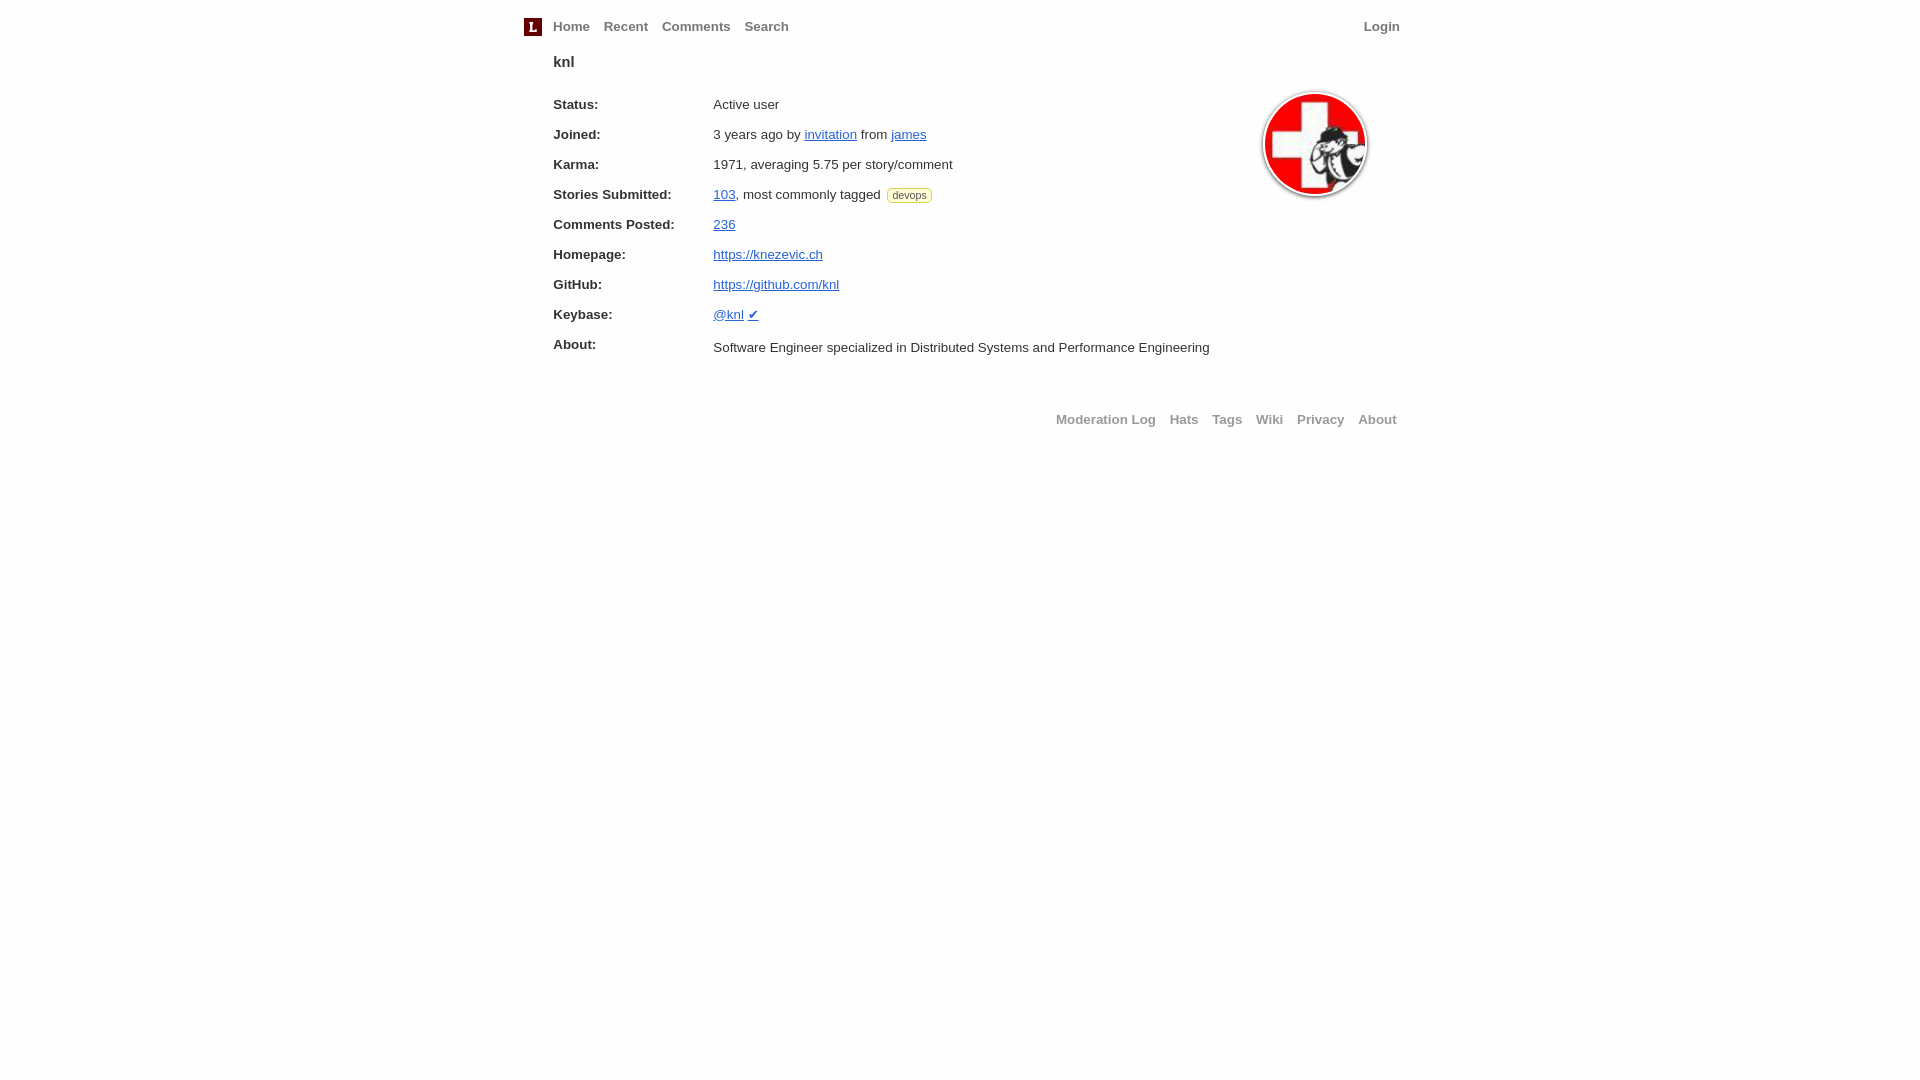 L Home Recent Comments Search Login
knl
Status: Active user
Joined: 3 years ago by invitation from james
Karma: 1971, averaging 5.75 per story/comment
Stories Submitted: 103, most commonly tagged devops
Comments Posted: 236
Homepage: https://knezevic.ch
GitHub: https://github.com/knl
Keybase: @knl ✔
About: Software Engineer specialized in Distributed Systems and Performance Engineering
Moderation Log Hats Tags Wiki Privacy About